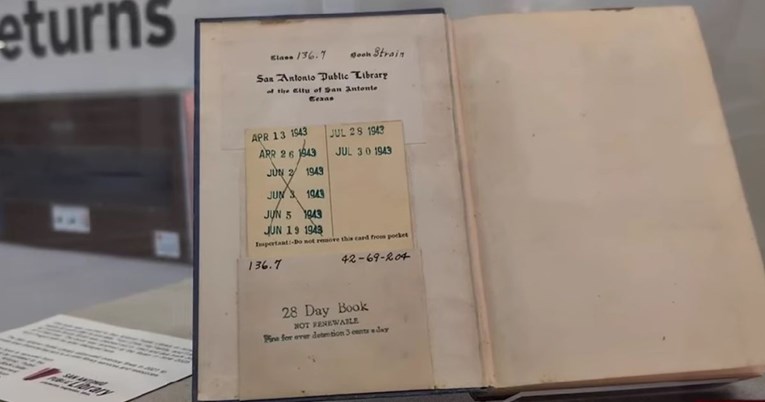 eturns
Class 136.7 Book Strain
San Antonio Public Library
of the City of San Antonio
Texas
APR 13 1943 JUL 28 1943
APR 26 1943 JUL 30 1943
JUN 2 1943
JUN 3 1943
JUN 5 1943
JUN 19 1943
Important:-Do not remove this card from pocket
136.7 42-69-204
28 Day Book
NOT RENEWABLE
Fine for over detention 3 cents a day
SAN ANTONIO
PUBLIC Library